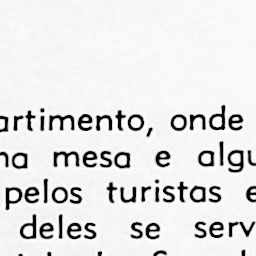 artimento, onde
na mesa e algu
pelos turistas e
deles se serv